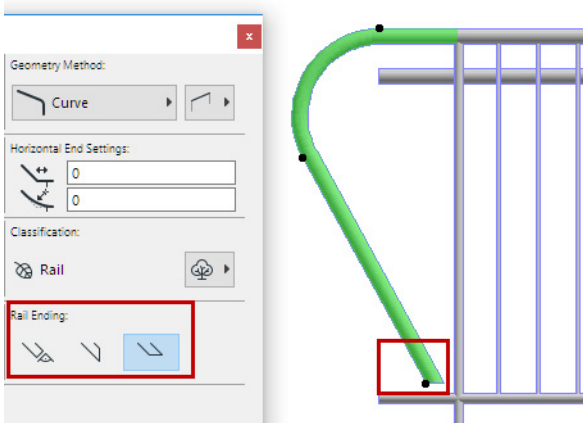 x
Geometry Method:
Curve
Horizontal End Settings:
0
0
Classification:
Rail
Rail Ending: